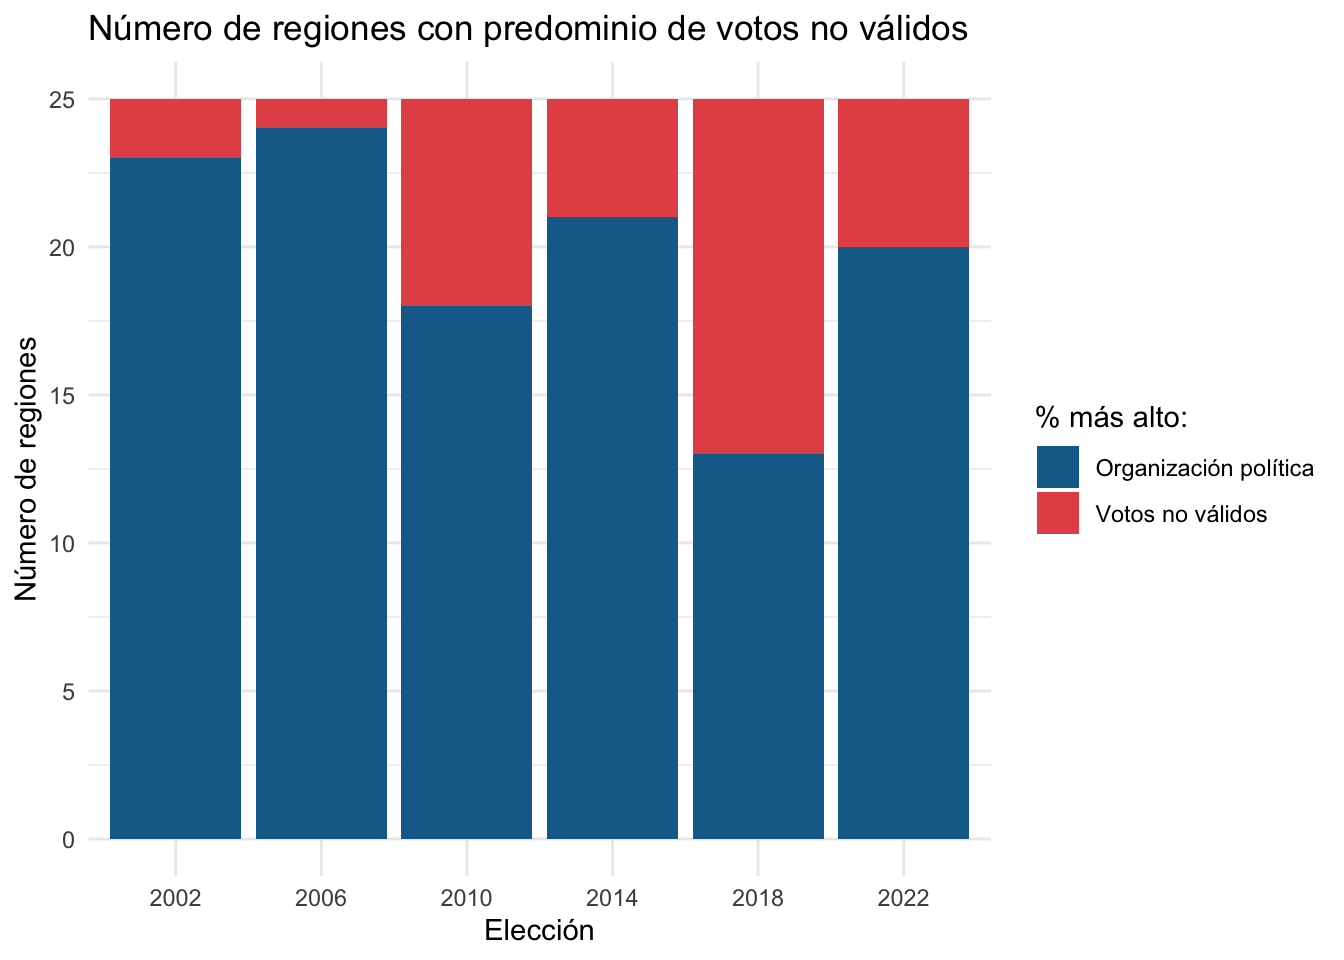 Número de regiones con predominio de votos no válidos
25
20
15
10
5
0
Número de regiones
2002 2006 2010 2014 2018 2022
Elección
% más alto:
Organización política
Votos no válidos